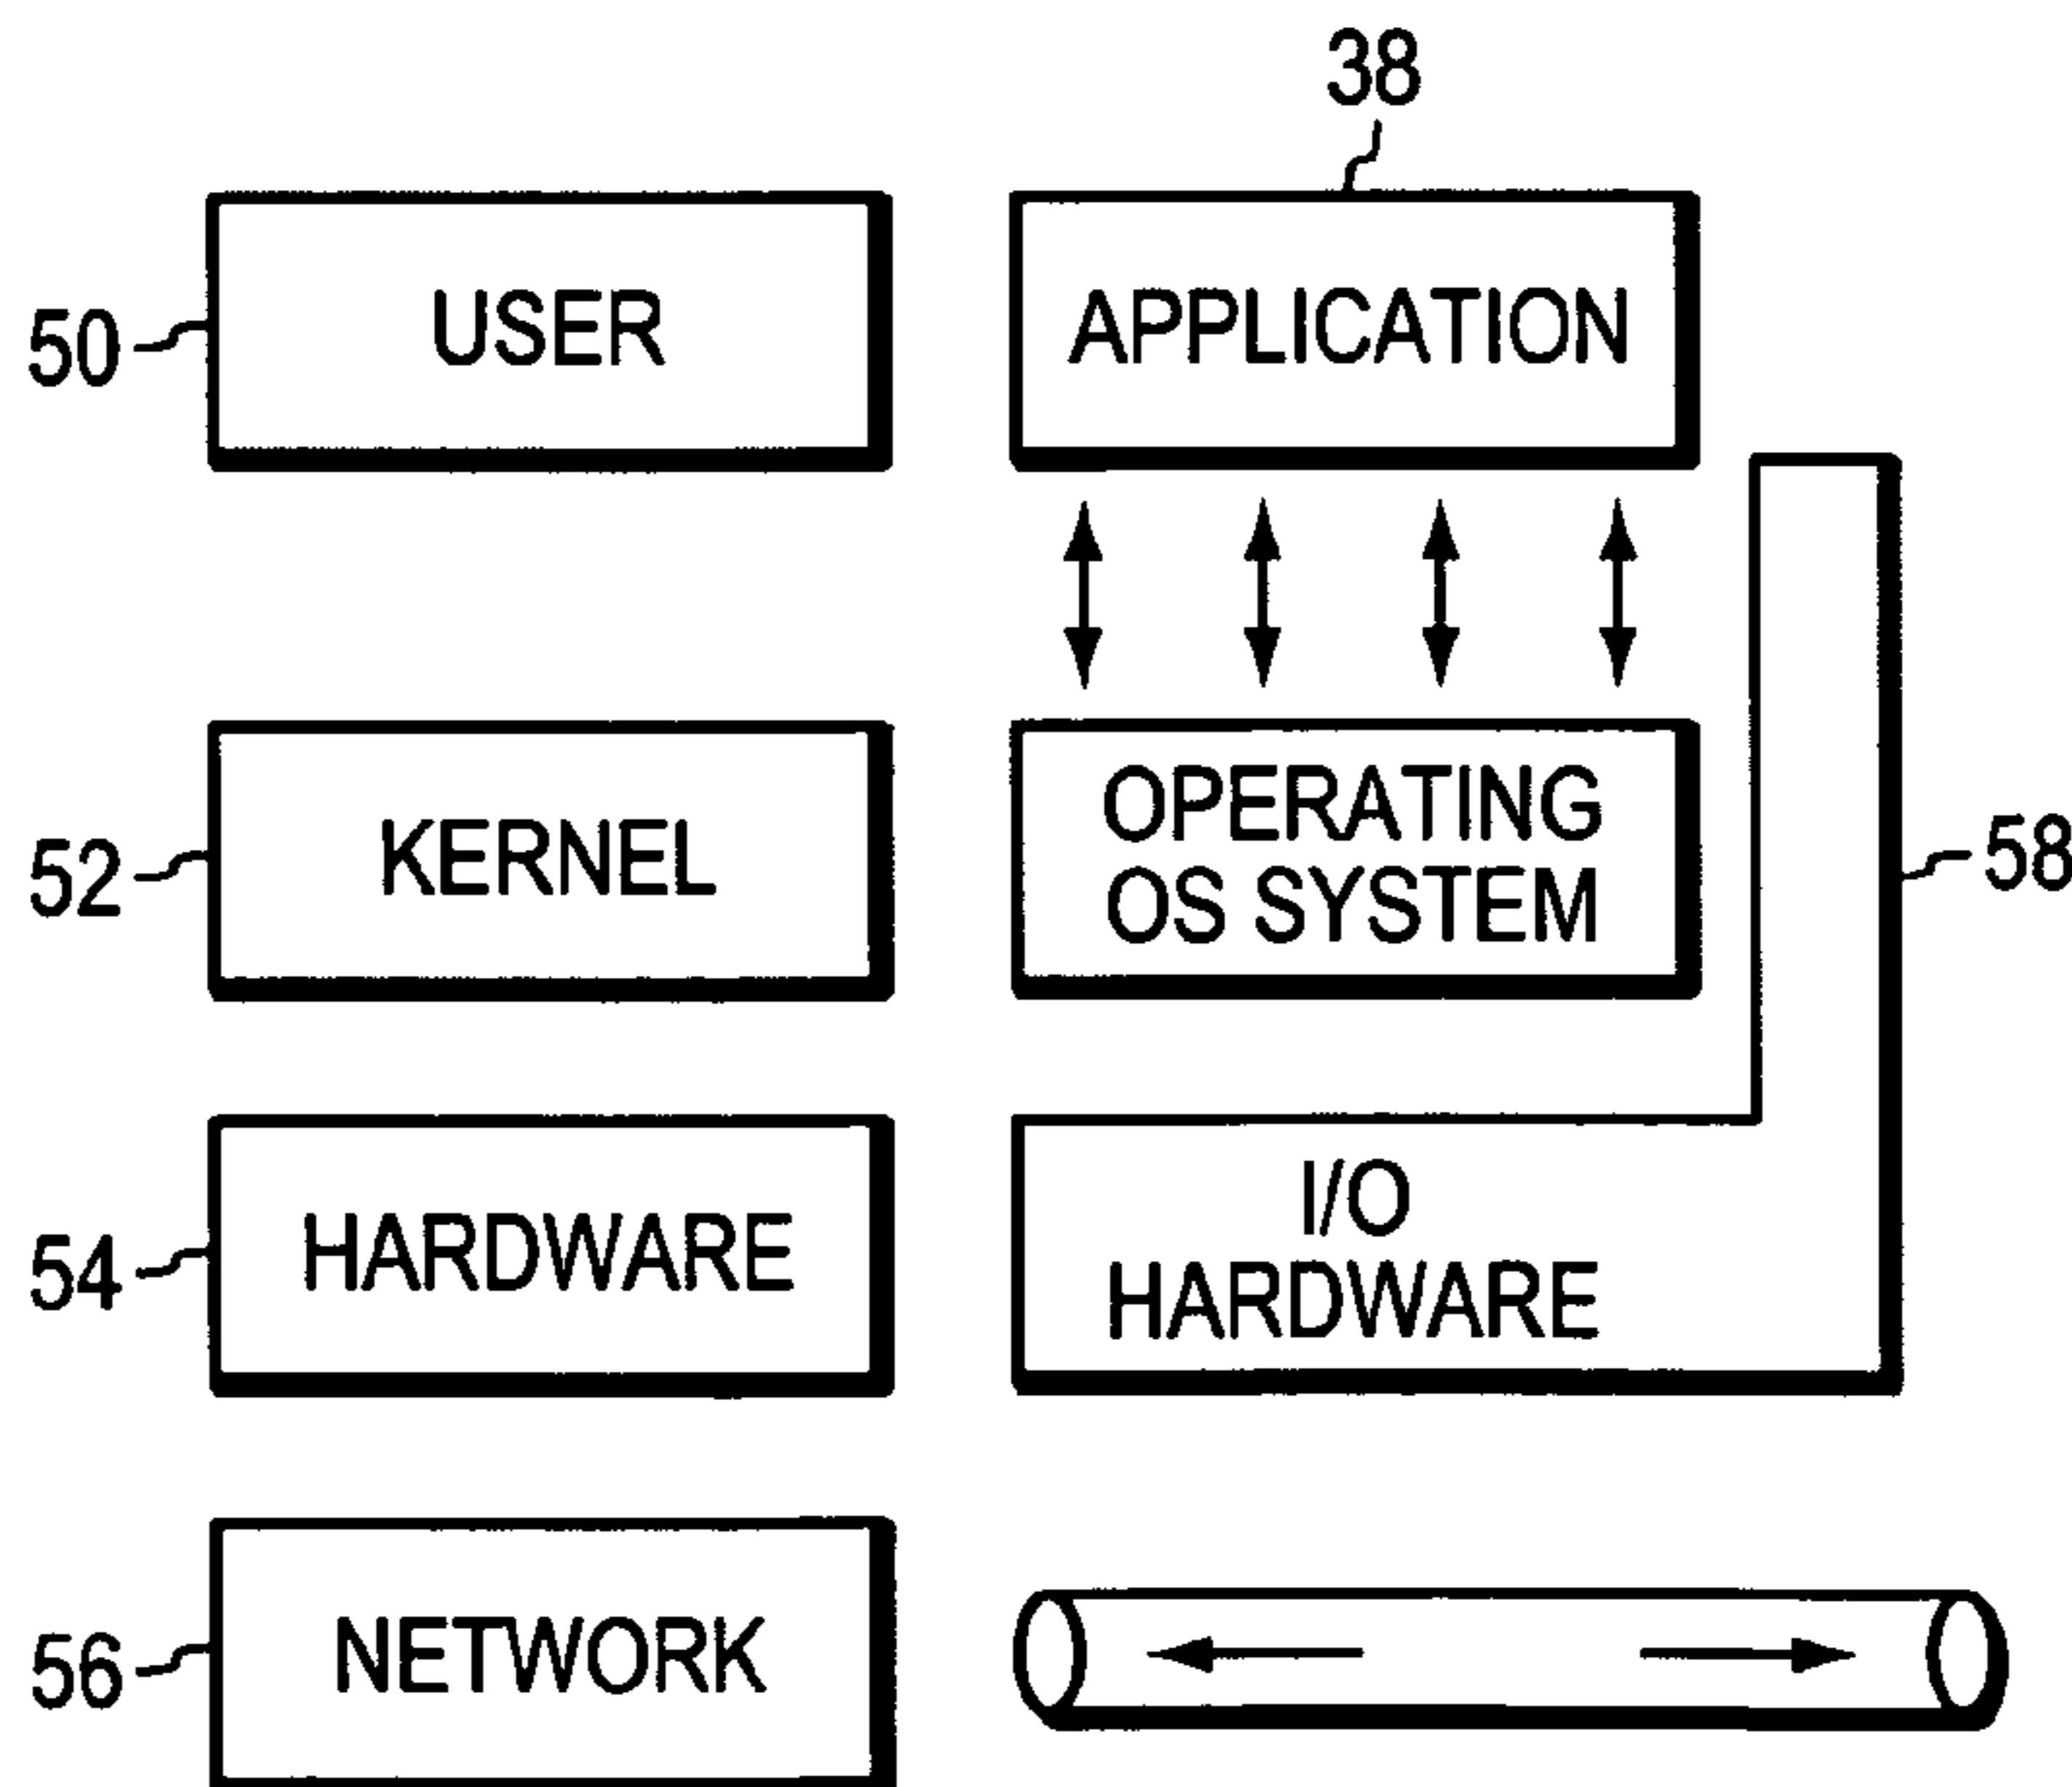 38
50
USER
APPLICATION
52
KERNEL
OPERATING
OS SYSTEM
58
54
HARDWARE
I/O
HARDWARE
56
NETWORK